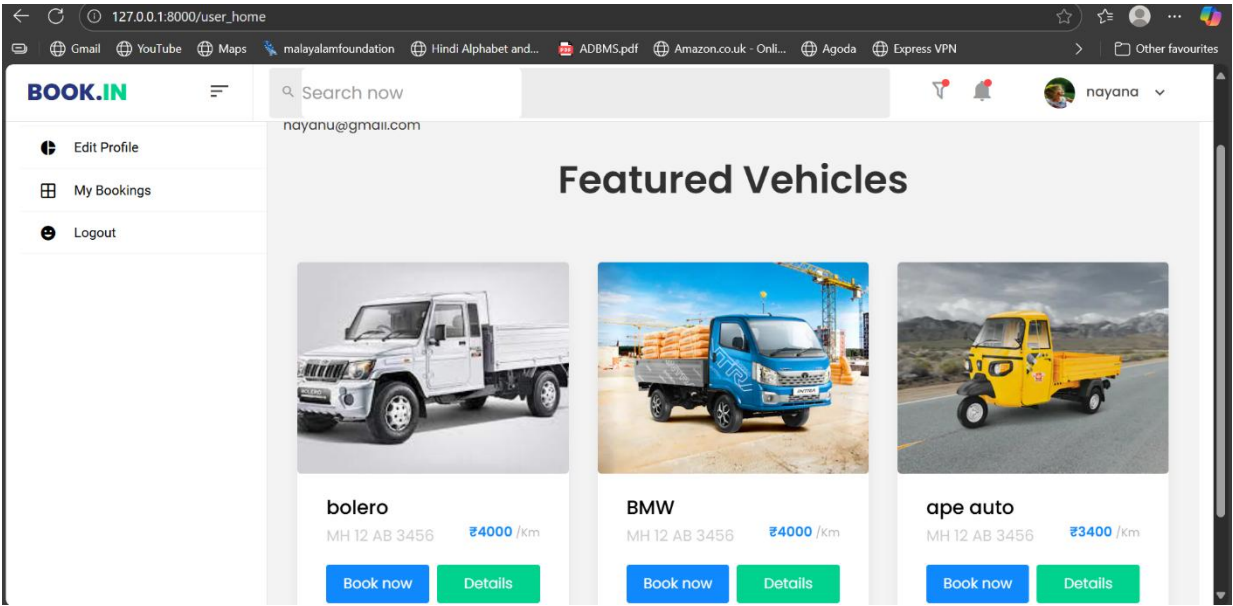 127.0.0.1:8000/user_home
Gmail YouTube Maps malayalamfoundation Hindi Alphabet and... ADBMS.pdf Amazon.co.uk - Onli... Agoda Express VPN Other favourites
BOOK.IN Search now nayana
nayanu@gmail.com
Edit Profile
My Bookings
Logout
Featured Vehicles
bolero BMW ape auto
MH 12 AB 3456 ₹4000 /Km MH 12 AB 3456 ₹4000 /Km MH 12 AB 3456 ₹3400 /Km
Book now Details Book now Details Book now Details